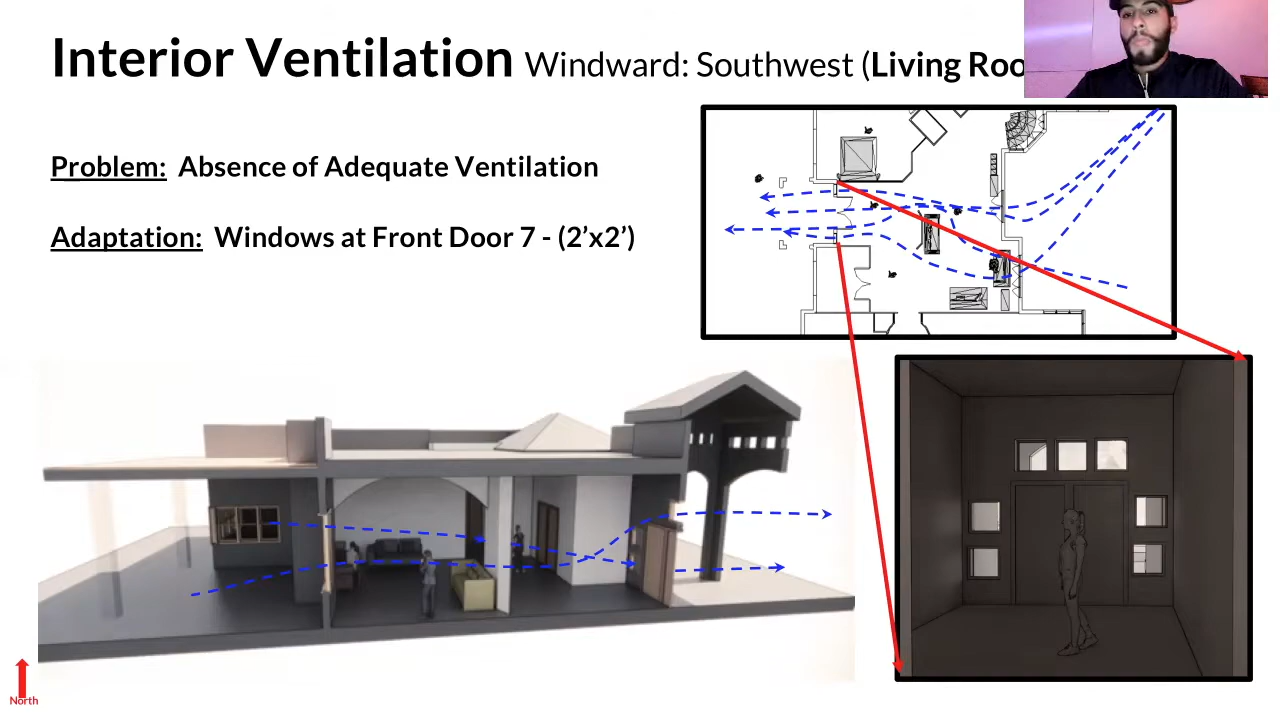 Interior Ventilation Windward: Southwest (Living Roo
Problem: Absence of Adequate Ventilation
Adaptation: Windows at Front Door 7 - (2’x2’)
North